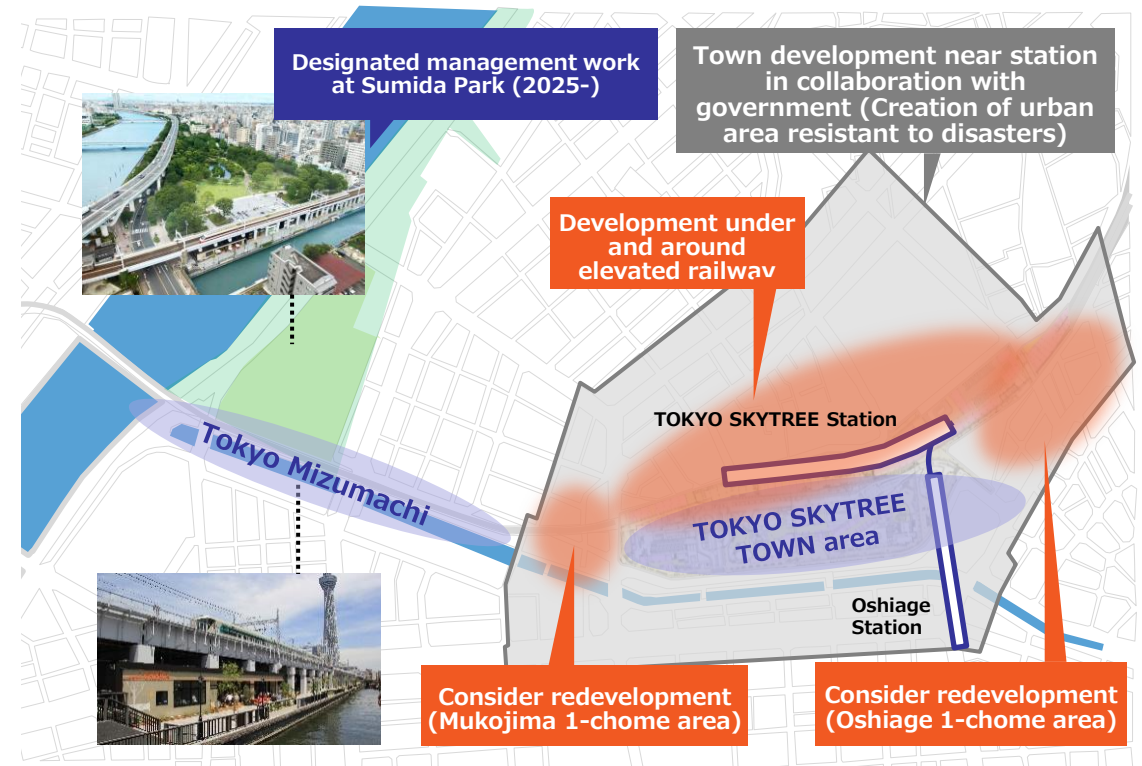 Designated management work
at Sumida Park (2025-)
Town development near station
in collaboration with
government (Creation of urban
area resistant to disasters)
Development under
and around
elevated railway
TOKYO SKYTREE Station
Tokyo Mizumachi
TOKYO SKYTREE
TOWN area
Oshiage
Station
Consider redevelopment
(Mukojima 1-chome area)
Consider redevelopment
(Oshiage 1-chome area)